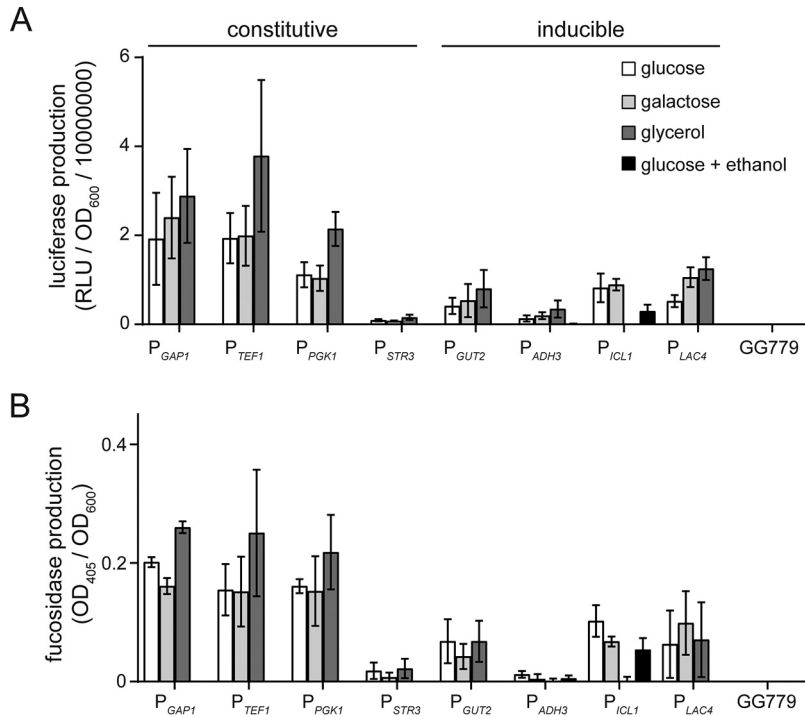 A
constitutive
inducible
luciferase production
(RLU / OD600 / 10000000)
6
4
2
0
glucose
galactose
glycerol
glucose + ethanol
PGAP1 PTEF1 PPGK1 PSTR3 PGUT2 PADH3 PICL1 PLAC4 GG779
B
fucosidase production
(OD405 / OD600)
0.4
0.2
0
PGAP1 PTEF1 PPGK1 PSTR3 PGUT2 PADH3 PICL1 PLAC4 GG779